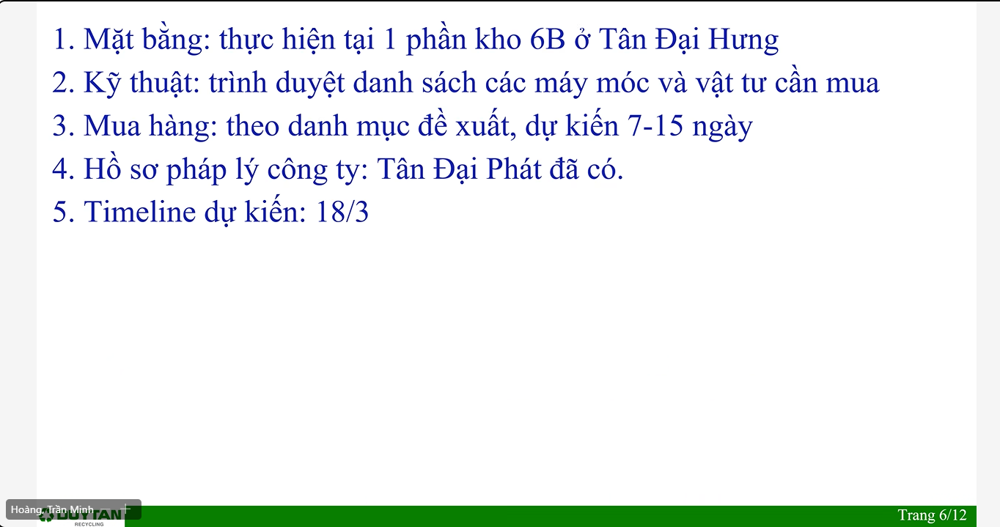 1. Mặt bằng: thực hiện tại 1 phần kho 6B ở Tân Đại Hưng
2. Kỹ thuật: trình duyệt danh sách các máy móc và vật tư cần mua
3. Mua hàng: theo danh mục đề xuất, dự kiến 7-15 ngày
4. Hồ sơ pháp lý công ty: Tân Đại Phát đã có.
5. Timeline dự kiến: 18/3
Hoàng, Trần Minh
DUYTAN
RECYCLING
Trang 6/12